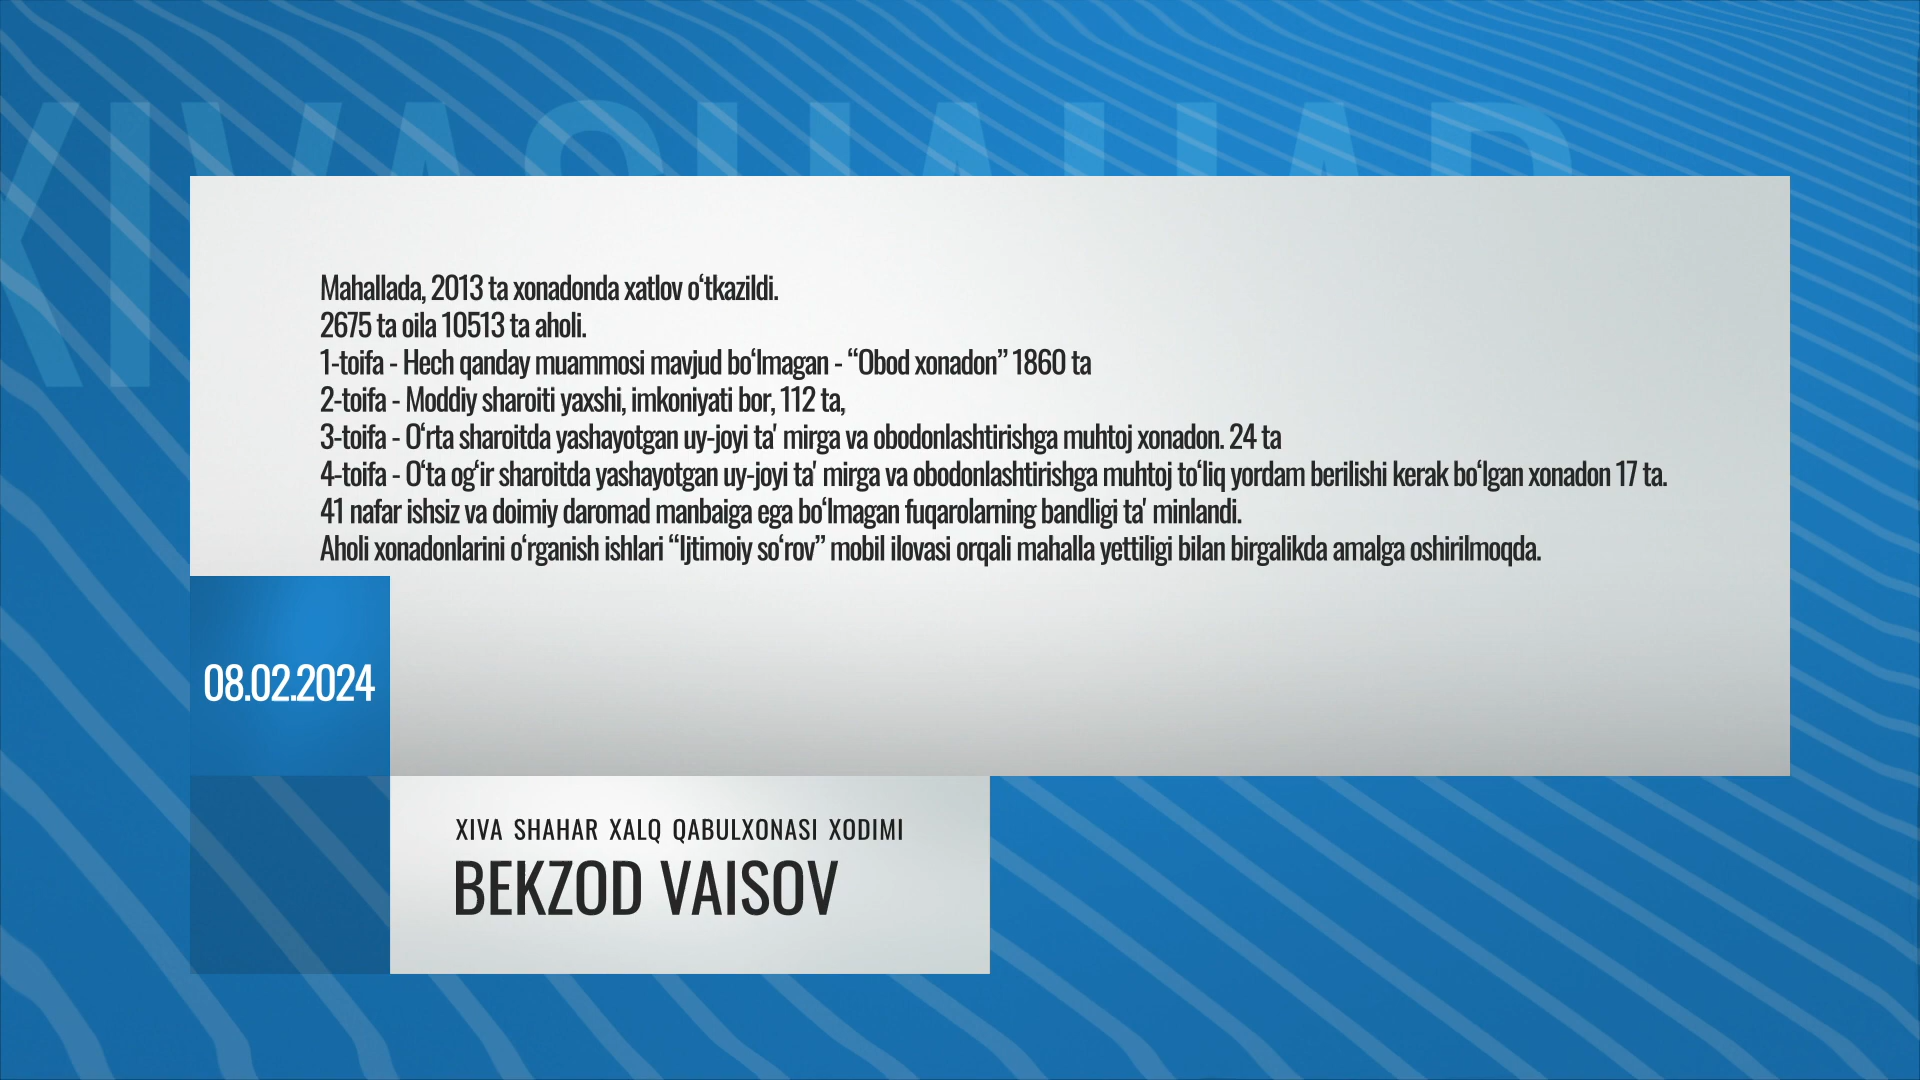 XIVA SHAHAR
Mahallada, 2013 ta xonadonda xatlov o‘tkazildi.
2675 ta oila 10513 ta aholi.
1-toifa - Hech qanday muammosi mavjud bo‘lmagan - “Obod xonadon” 1860 ta
2-toifa - Moddiy sharoiti yaxshi, imkoniyati bor, 112 ta,
3-toifa - O‘rta sharoitda yashayotgan uy-joyi ta' mirga va obodonlashtirishga muhtoj xonadon. 24 ta
4-toifa - O‘ta og‘ir sharoitda yashayotgan uy-joyi ta' mirga va obodonlashtirishga muhtoj to‘liq yordam berilishi kerak bo‘lgan xonadon 17 ta.
41 nafar ishsiz va doimiy daromad manbaiga ega bo‘lmagan fuqarolarning bandligi ta' minlandi.
Aholi xonadonlarini o‘rganish ishlari “Ijtimoiy so‘rov” mobil ilovasi orqali mahalla yettiligi bilan birgalikda amalga oshirilmoqda.
08.02.2024
XIVA SHAHAR XALQ QABULXONASI XODIMI
BEKZOD VAISOV